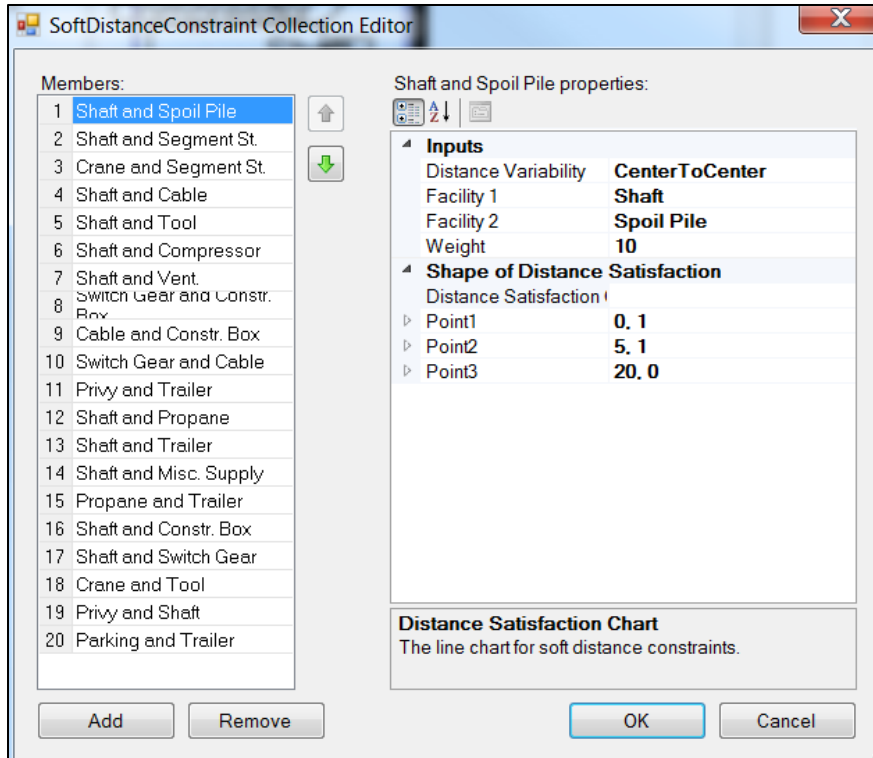 SoftDistanceConstraint Collection Editor
X
Members:
1 Shaft and Spoil Pile
2 Shaft and Segment St.
3 Crane and Segment St.
4 Shaft and Cable
5 Shaft and Tool
6 Shaft and Compressor
7 Shaft and Vent.
8 Switch Gear and Constr.
Box
9 Cable and Constr. Box
10 Switch Gear and Cable
11 Privy and Trailer
12 Shaft and Propane
13 Shaft and Trailer
14 Shaft and Misc. Supply
15 Propane and Trailer
16 Shaft and Constr. Box
17 Shaft and Switch Gear
18 Crane and Tool
19 Privy and Shaft
20 Parking and Trailer
Add Remove
Shaft and Spoil Pile properties:
A
Z
Inputs
Distance Variability CenterToCenter
Facility 1 Shaft
Facility 2 Spoil Pile
Weight 10
Shape of Distance Satisfaction
Distance Satisfaction (
Point1 0, 1
Point2 5, 1
Point3 20, 0
Distance Satisfaction Chart
The line chart for soft distance constraints.
OK Cancel